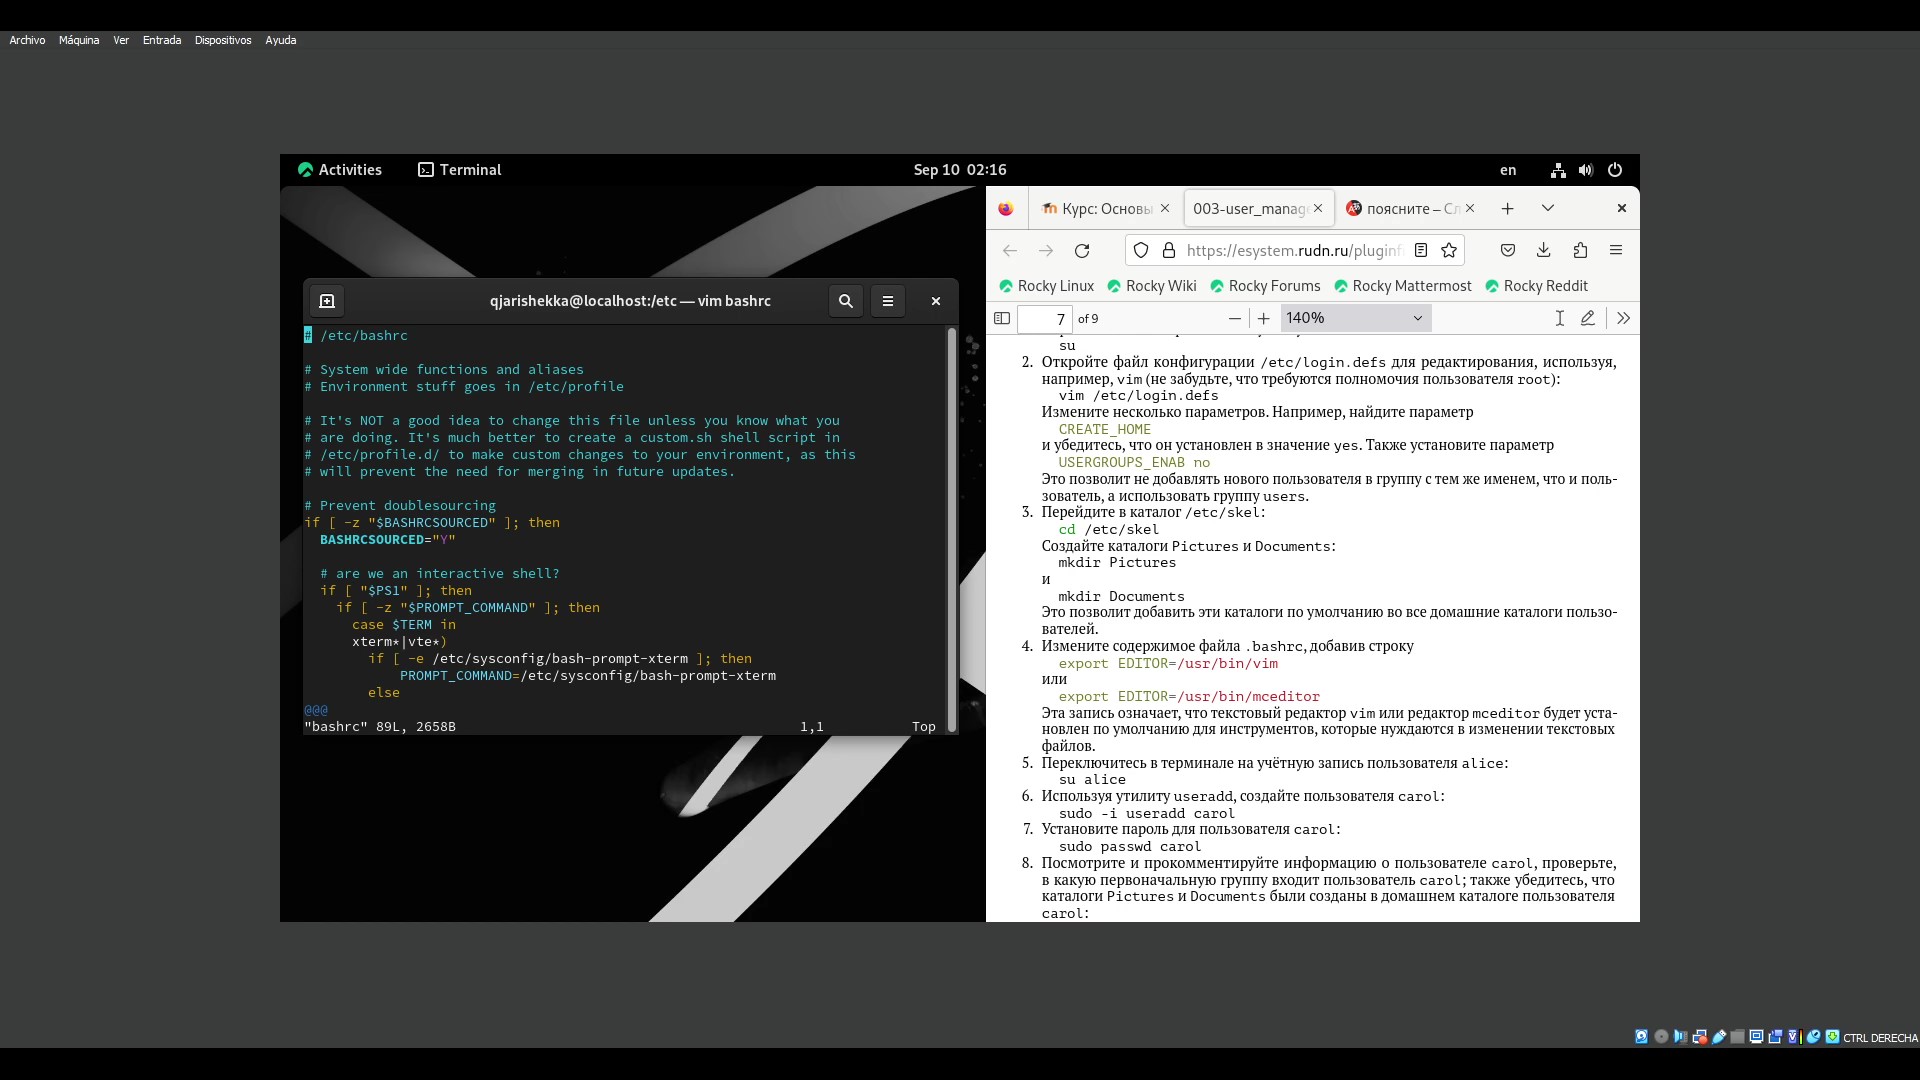 Archivo Máquina Ver Entrada Dispositivos Ayuda
Activities Terminal Sep 10 02:16 en
qjarishekka@localhost:/etc — vim bashrc
# /etc/bashrc
# System wide functions and aliases
# Environment stuff goes in /etc/profile
# It's NOT a good idea to change this file unless you know what you
# are doing. It's much better to create a custom.sh shell script in
# /etc/profile.d/ to make custom changes to your environment, as this
# will prevent the need for merging in future updates.
# Prevent doublesourcing
if [ -z "$BASHRCSOURCED" ]; then
BASHRCSOURCED="Y"
# are we an interactive shell?
if [ "$PS1" ]; then
if [ -z "$PROMPT_COMMAND" ]; then
case $TERM in
xterm*|vte*)
if [ -e /etc/sysconfig/bash-prompt-xterm ]; then
PROMPT_COMMAND=/etc/sysconfig/bash-prompt-xterm
else
@@@
"bashrc" 89L, 2658B 1,1 Top
Курс: Основы 003-user_manage поясните – Сл
https://esystem.rudn.ru/pluginf
Rocky Linux Rocky Wiki Rocky Forums Rocky Mattermost Rocky Reddit
7 of 9 140%
su
2. Откройте файл конфигурации /etc/login.defs для редактирования, используя,
например, vim (не забудьте, что требуются полномочия пользователя root):
vim /etc/login.defs
Измените несколько параметров. Например, найдите параметр
CREATE_HOME
и убедитесь, что он установлен в значение yes. Также установите параметр
USERGROUPS_ENAB no
Это позволит не добавлять нового пользователя в группу с тем же именем, что и поль-
зователь, а использовать группу users.
3. Перейдите в каталог /etc/skel:
cd /etc/skel
Создайте каталоги Pictures и Documents:
mkdir Pictures
и
mkdir Documents
Это позволит добавить эти каталоги по умолчанию во все домашние каталоги пользо-
вателей.
4. Измените содержимое файла .bashrc, добавив строку
export EDITOR=/usr/bin/vim
или
export EDITOR=/usr/bin/mceditor
Эта запись означает, что текстовый редактор vim или редактор mceditor будет уста-
новлен по умолчанию для инструментов, которые нуждаются в изменении текстовых
файлов.
5. Переключитесь в терминале на учётную запись пользователя alice:
su alice
6. Используя утилиту useradd, создайте пользователя carol:
sudo -i useradd carol
7. Установите пароль для пользователя carol:
sudo passwd carol
8. Посмотрите и прокомментируйте информацию о пользователе carol, проверьте,
в какую первоначальную группу входит пользователь carol; также убедитесь, что
каталоги Pictures и Documents были созданы в домашнем каталоге пользователя
carol:
CTRL DERECHA